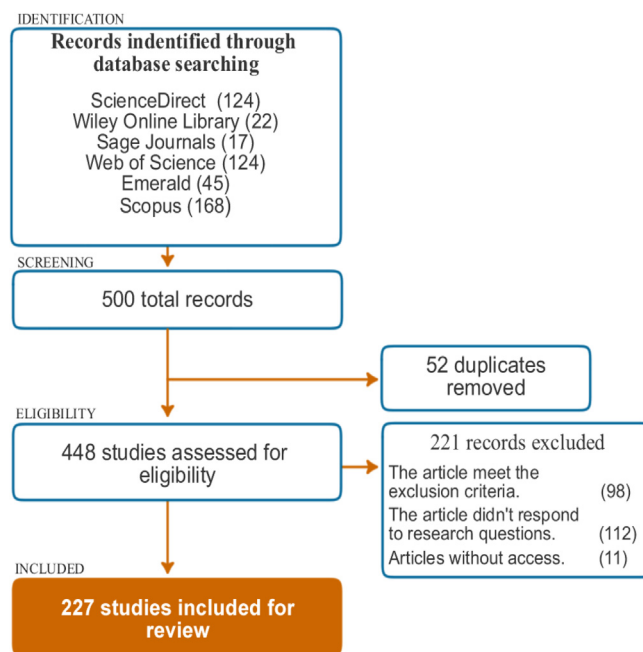 IDENTIFICATION
Records indentified through
database searching
ScienceDirect (124)
Wiley Online Library (22)
Sage Journals (17)
Web of Science (124)
Emerald (45)
Scopus (168)
SCREENING
500 total records
52 duplicates
removed
ELIGIBILITY
448 studies assessed for
eligibility
221 records excluded
The article meet the
exclusion criteria. (98)
The article didn't respond
to research questions. (112)
Articles without access. (11)
INCLUDED
227 studies included for
review